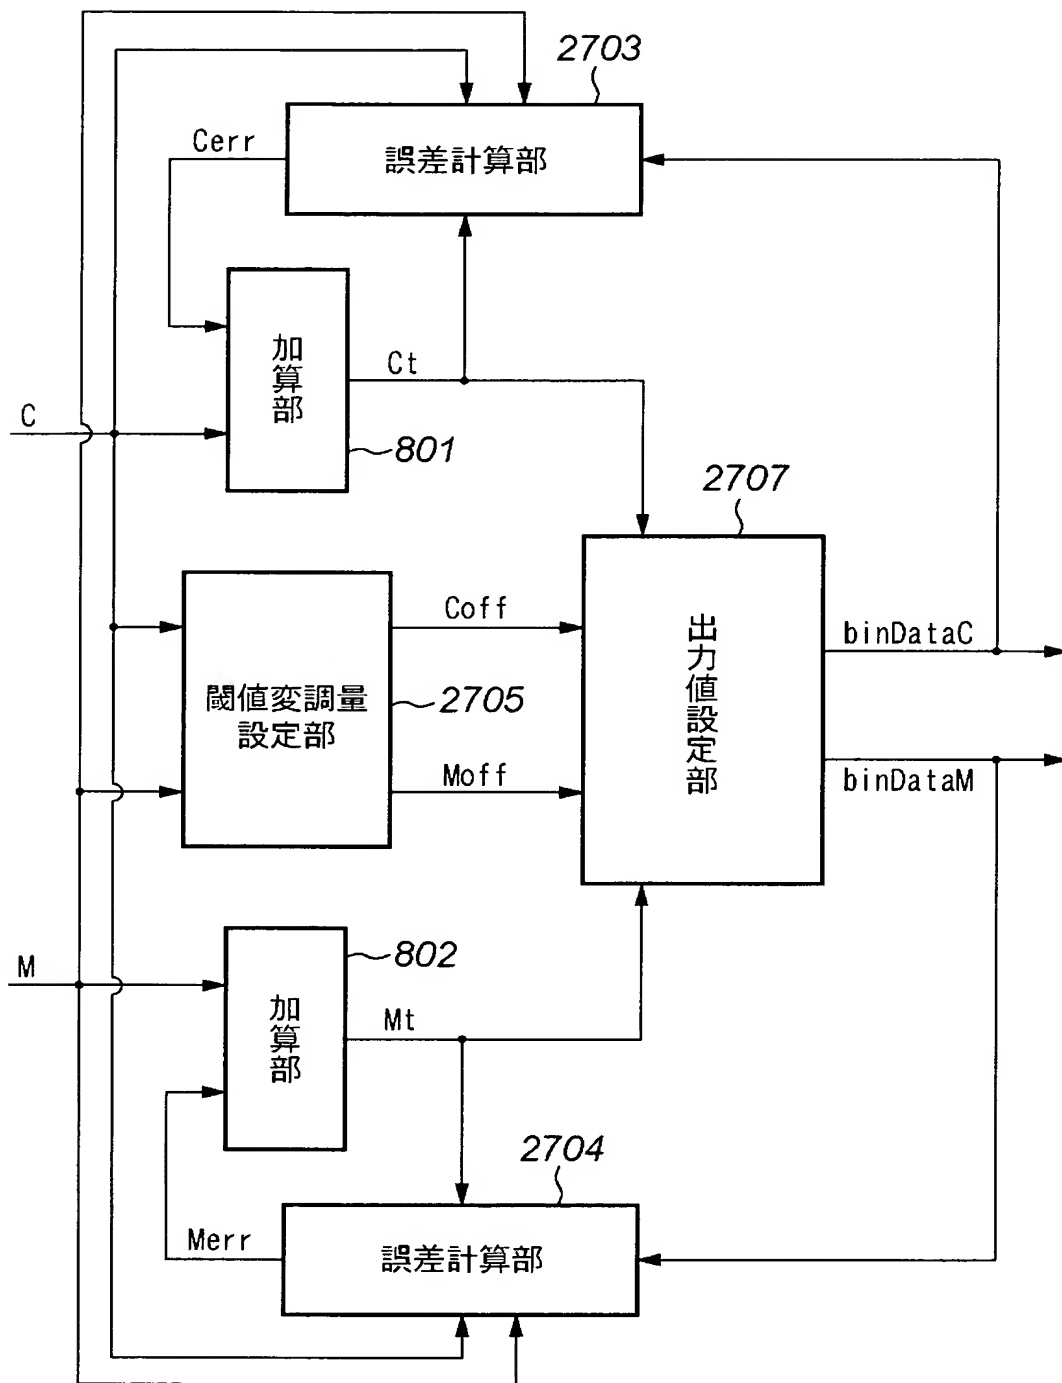 2703
Cerr
誤差計算部
加算部
Ct
C
801
2707
Coff
出力値設定部
binDataC
閾値変調量
設定部
2705
Moff
binDataM
M
802
加算部
Mt
2704
Merr
誤差計算部